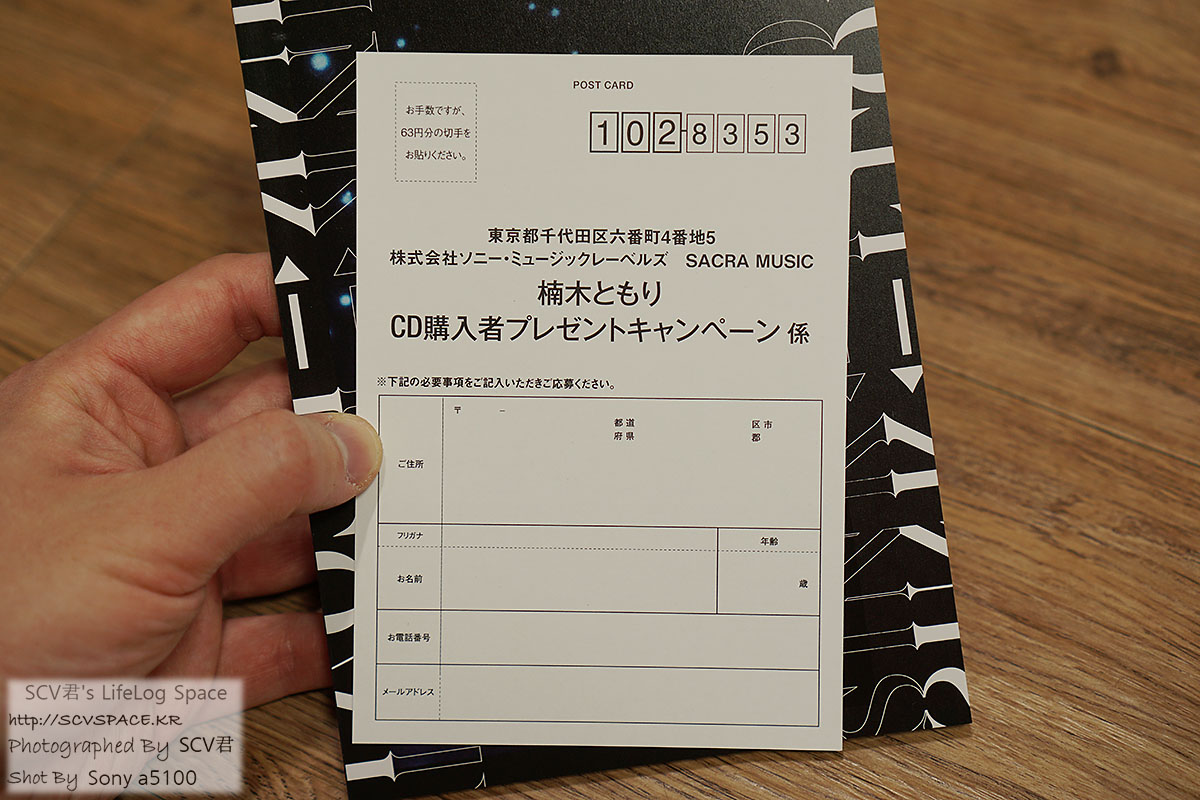 POST CARD
お手数ですが、
63円分の切手を
お貼りください。
102-8353
東京都千代田区六番町4番地5
株式会社ソニー・ミュージックレーベルズ SACRA MUSIC
楠木ともり
CD購入者プレゼントキャンペーン 係
※下記の必要事項をご記入いただきご応募ください。
〒 −
都道
府県
区市
郡
ご住所
フリガナ
年齢
お名前
歳
お電話番号
メールアドレス
SCV君's LifeLog Space
http://SCVSPACE.KR
Photographed By SCV君
Shot By Sony a5100